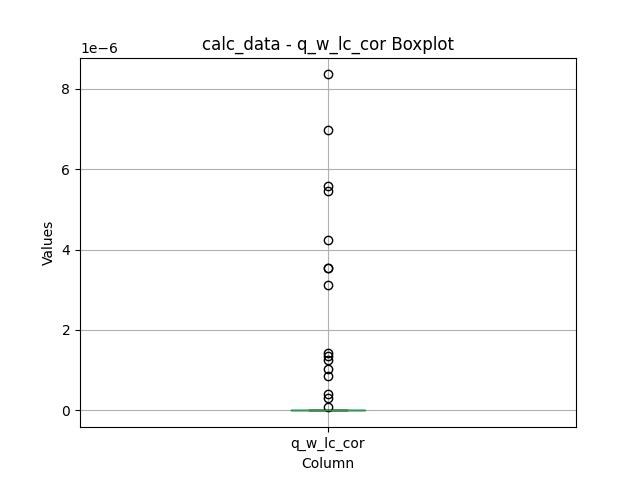 calc_data - q_w_lc_cor Boxplot
1e−6
8
6
4
2
0
Values
q_w_lc_cor
Column